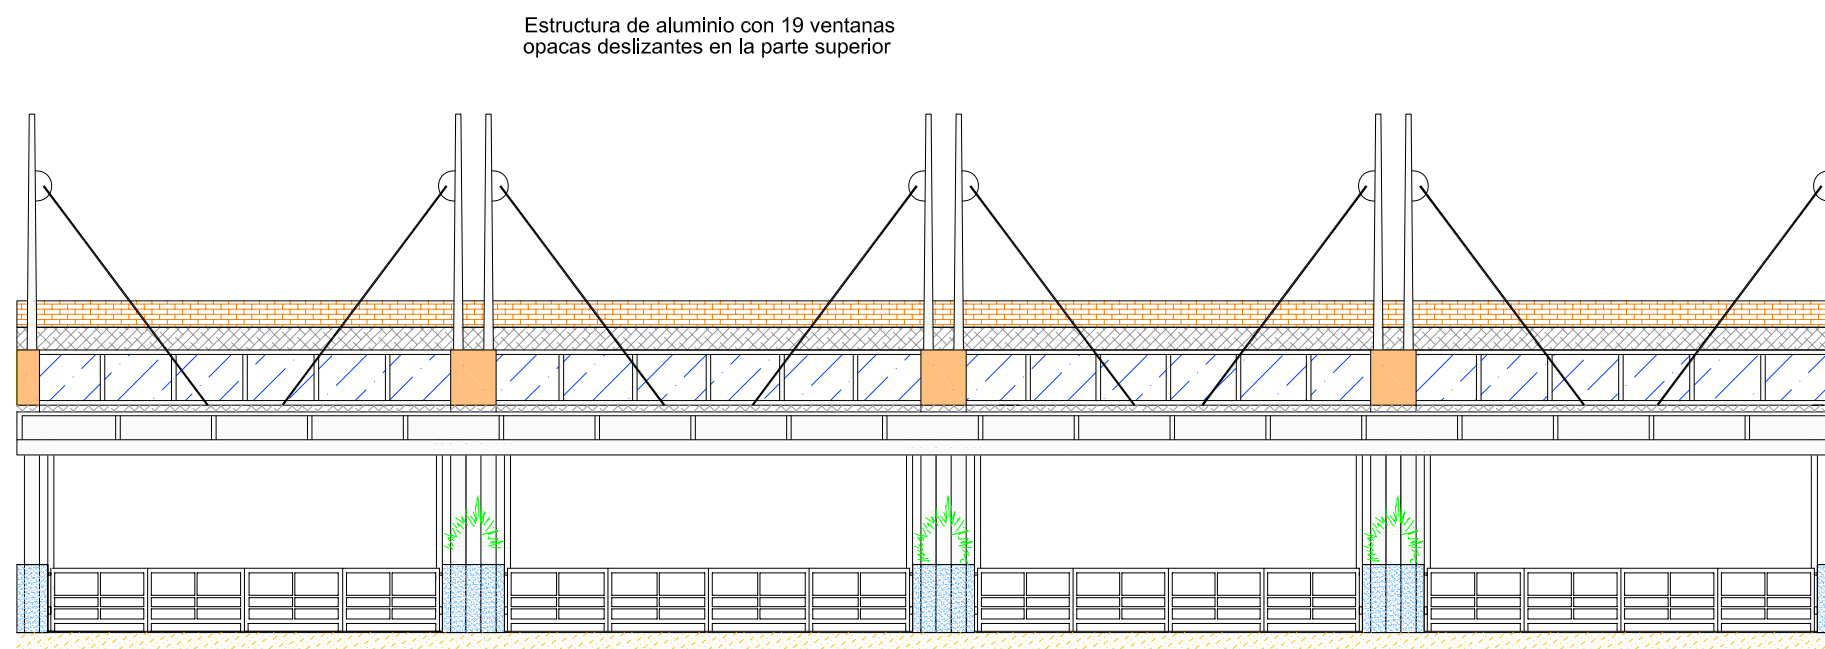 Estructura de aluminio con 19 ventanas
opacas deslizantes en la parte superior